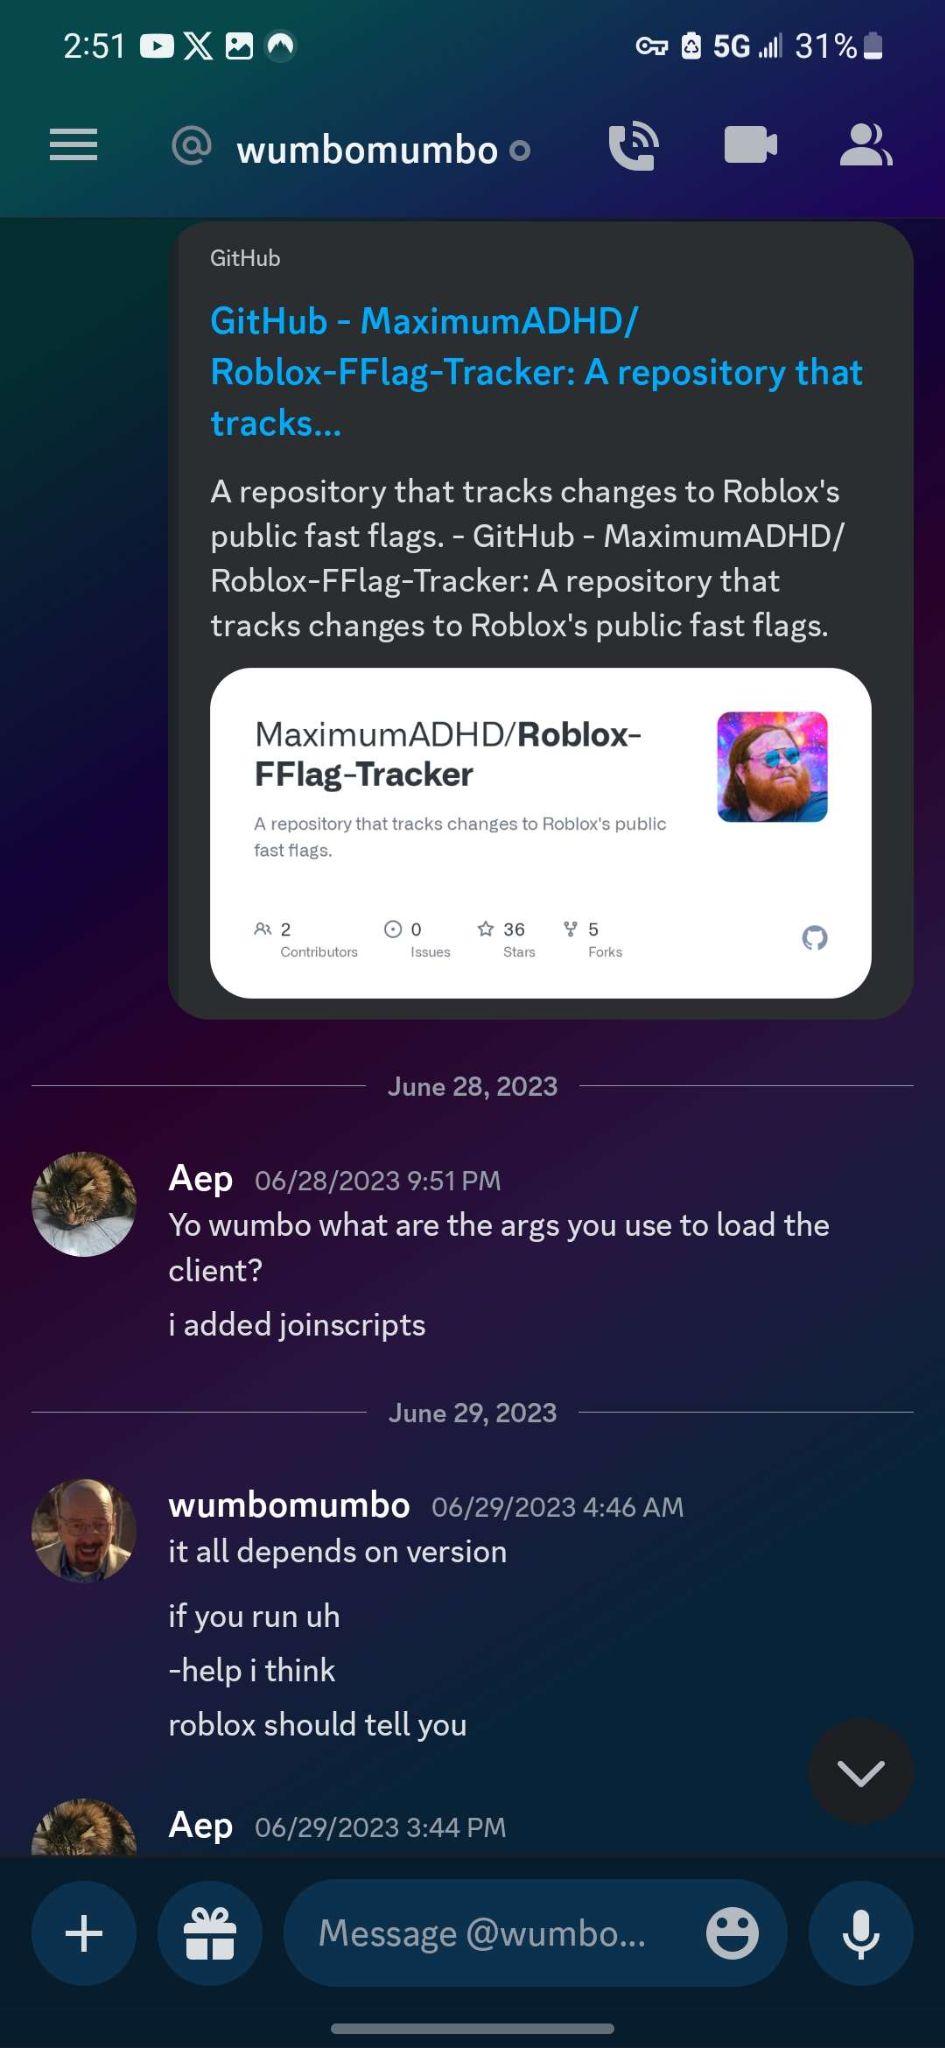 2:51 5G 31%
@ wumbomumbo
GitHub
GitHub - MaximumADHD/
Roblox-FFlag-Tracker: A repository that
tracks...
A repository that tracks changes to Roblox's
public fast flags. - GitHub - MaximumADHD/
Roblox-FFlag-Tracker: A repository that
tracks changes to Roblox's public fast flags.
MaximumADHD/Roblox-
FFlag-Tracker
A repository that tracks changes to Roblox's public
fast flags.
2 0 36 5
Contributors Issues Stars Forks
June 28, 2023
Aep 06/28/2023 9:51 PM
Yo wumbo what are the args you use to load the
client?
i added joinscripts
June 29, 2023
wumbomumbo 06/29/2023 4:46 AM
it all depends on version
if you run uh
-help i think
roblox should tell you
Aep 06/29/2023 3:44 PM
Message @wumbo...